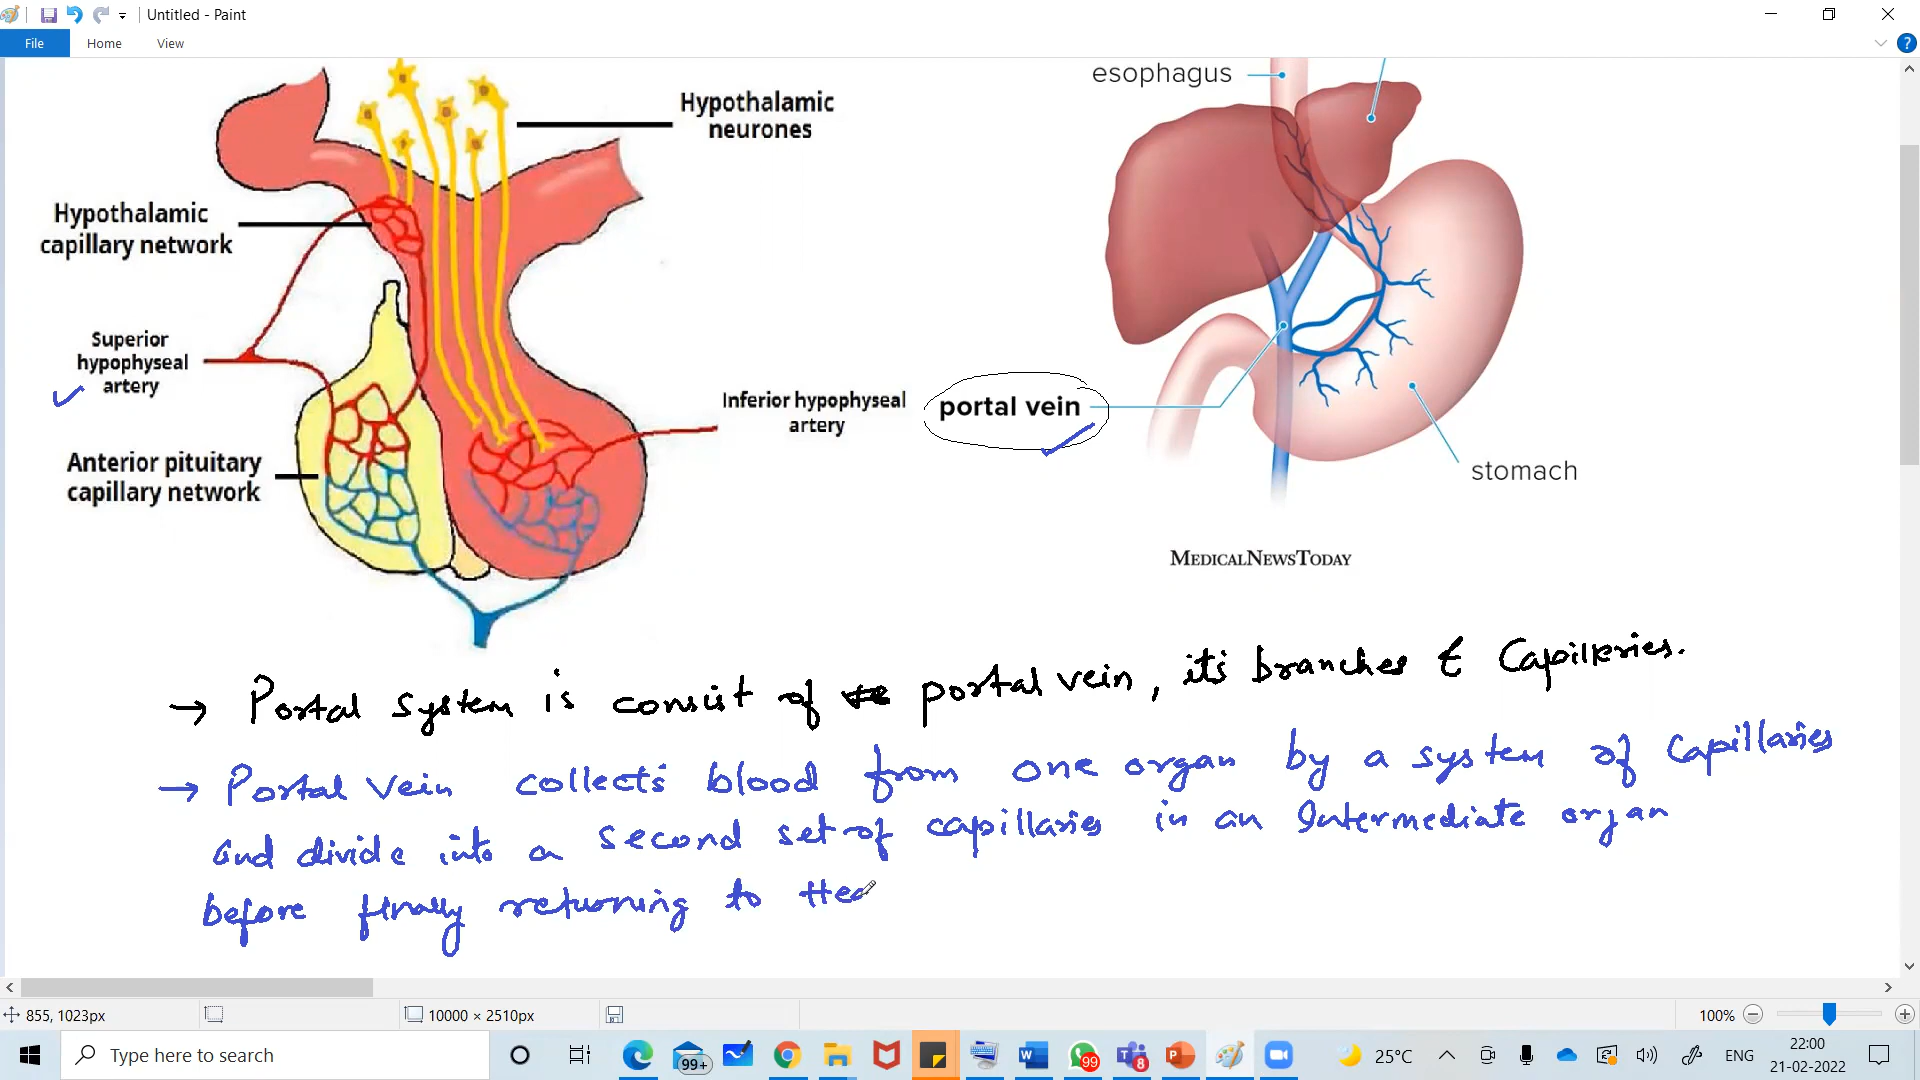 Untitled - Paint
File Home View
esophagus
Hypothalamic
neurones
Hypothalamic
capillary network
Superior
hypophyseal
artery
Inferior hypophyseal
artery
portal vein
Anterior pituitary
capillary network
stomach
MEDICALNEWSTODAY
→ Portal system is consist of portal vein, its branches & Capillaries.
→ Portal vein collects blood from one organ by a system of capillaries
and divide into a second set of capillaries in an Intermediate organ
before finally returning to Hea
855, 1023px
10000 × 2510px
100%
Type here to search
99+
99
8
25°C
ENG
22:00
21-02-2022